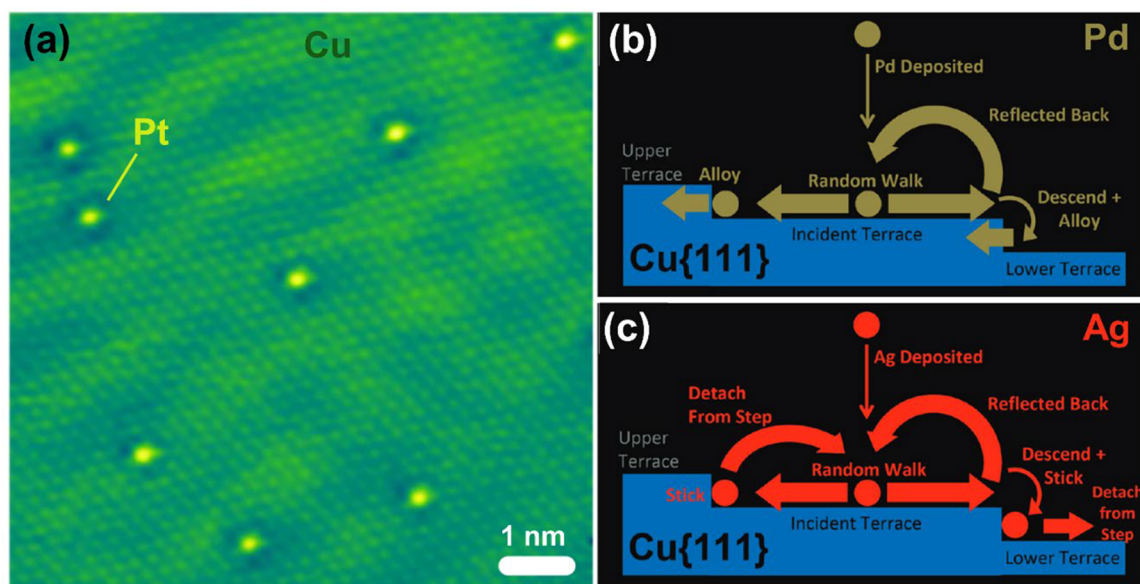 (a)
Cu
Pt
1 nm
(b)
Pd
Pd Deposited
Reflected Back
Upper
Terrace
Alloy
Random Walk
Descend +
Alloy
Incident Terrace
Cu{111}
Lower Terrace
(c)
Ag
Ag Deposited
Detach
From Step
Reflected Back
Upper
Terrace
Random Walk
Descend +
Stick
Stick
Detach
from
Step
Incident Terrace
Cu{111}
Lower Terrace